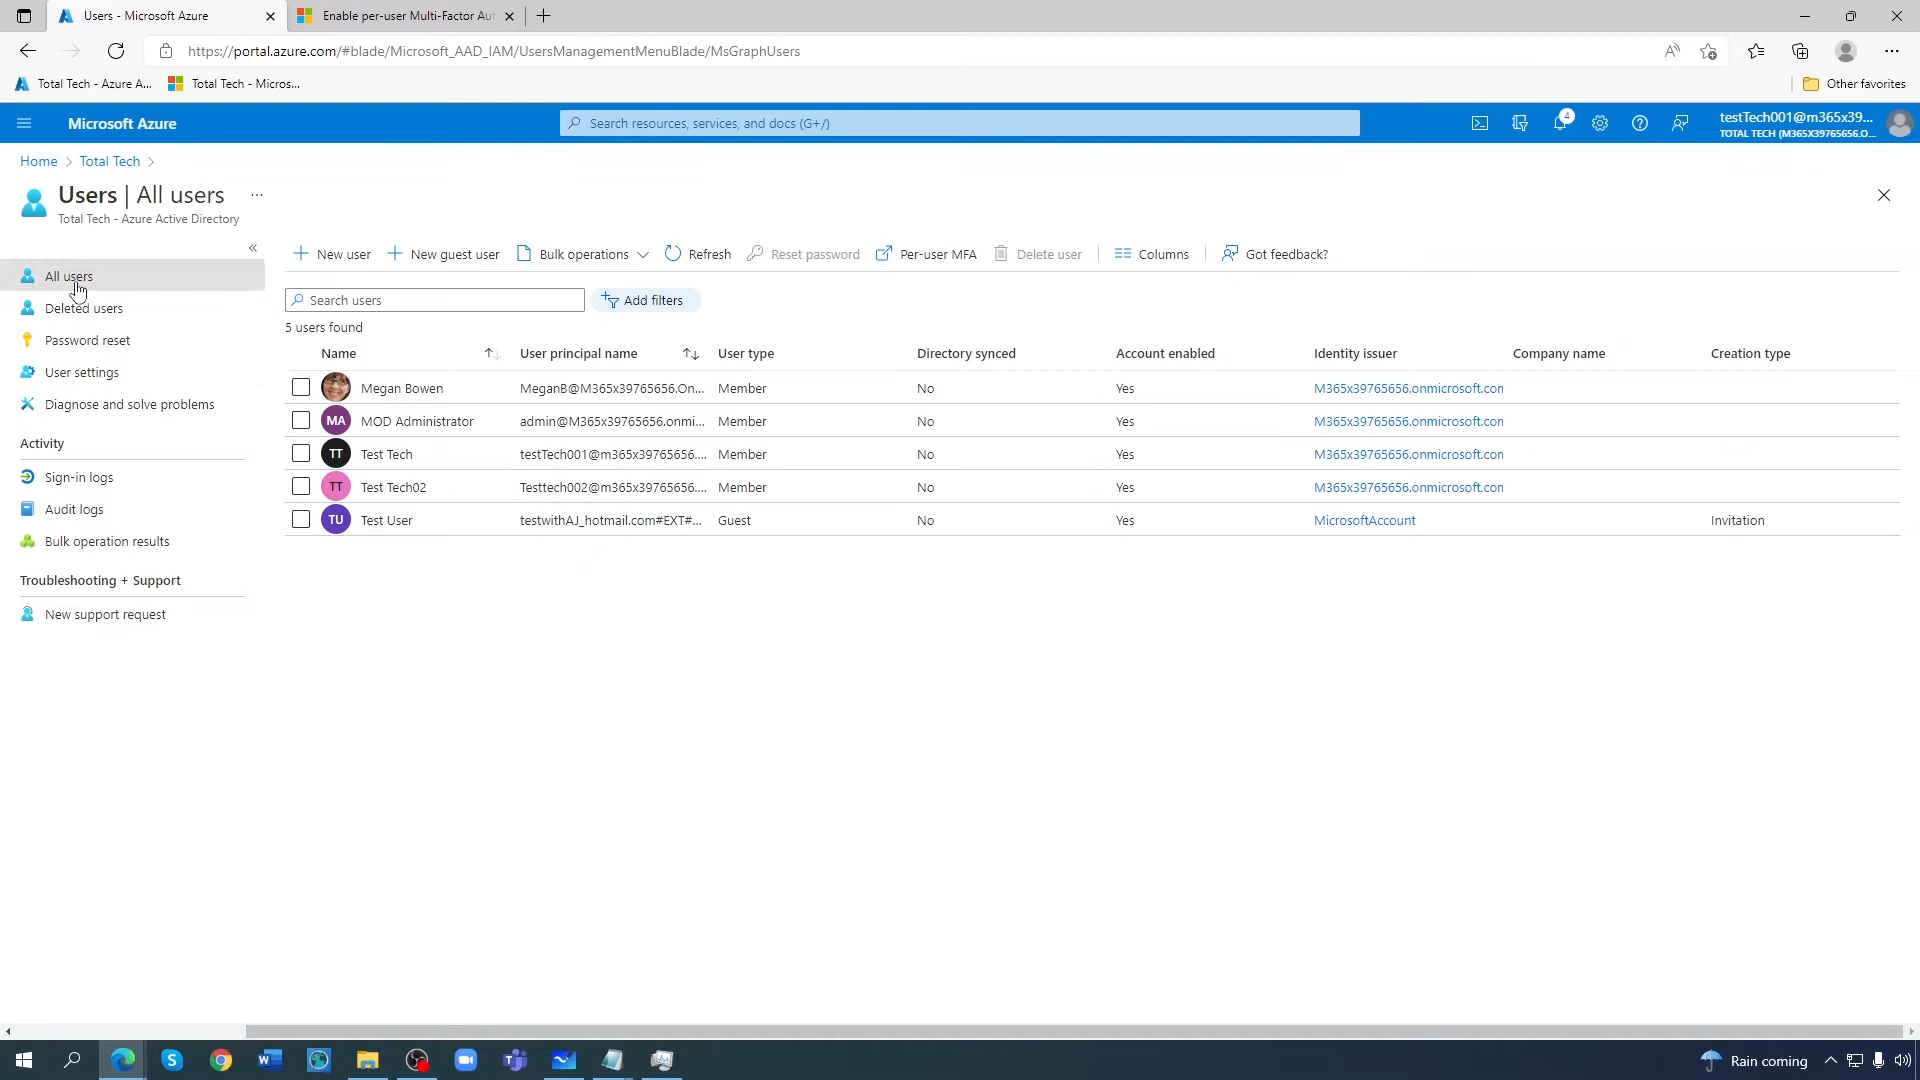 Users - Microsoft Azure
Enable per-user Multi-Factor Aut
https://portal.azure.com/#blade/Microsoft_AAD_IAM/UsersManagementMenuBlade/MsGraphUsers
Total Tech - Azure A...
Total Tech - Micros...
Other favorites
Microsoft Azure
Search resources, services, and docs (G+/)
4
testTech001@m365x39...
TOTAL TECH (M365X39765656.O...
Home > Total Tech >
Users | All users ...
Total Tech - Azure Active Directory
All users
Deleted users
Password reset
User settings
Diagnose and solve problems
Activity
Sign-in logs
Audit logs
Bulk operation results
Troubleshooting + Support
New support request
New user
New guest user
Bulk operations
Refresh
Reset password
Per-user MFA
Delete user
Columns
Got feedback?
Search users
Add filters
5 users found
Name User principal name User type Directory synced Account enabled Identity issuer Company name Creation type
Megan Bowen MeganB@M365x39765656.On... Member No Yes M365x39765656.onmicrosoft.con
MA MOD Administrator admin@M365x39765656.onmi... Member No Yes M365x39765656.onmicrosoft.con
TT Test Tech testTech001@m365x39765656.... Member No Yes M365x39765656.onmicrosoft.con
TT Test Tech02 Testtech002@m365x39765656.... Member No Yes M365x39765656.onmicrosoft.con
TU Test User testwithAJ_hotmail.com#EXT#... Guest No Yes MicrosoftAccount Invitation
Rain coming